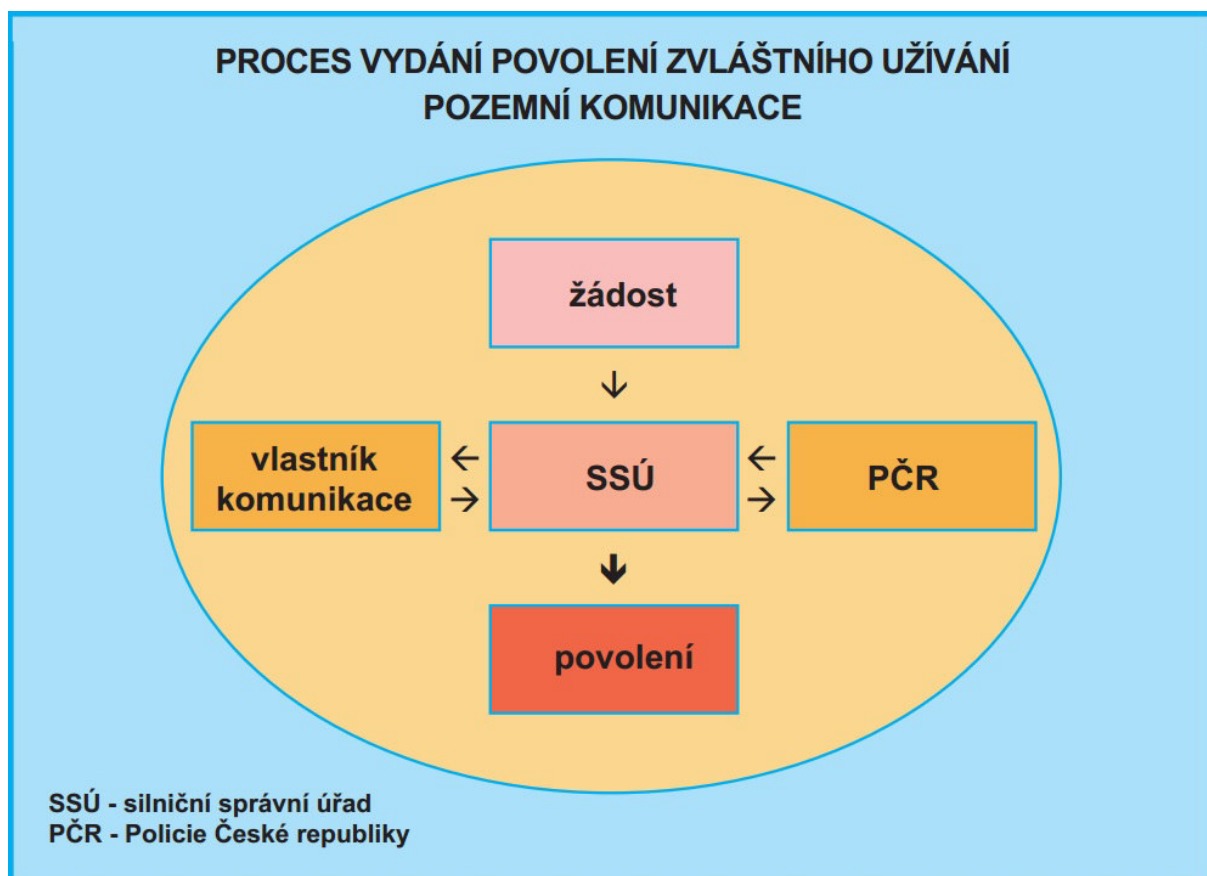 PROCES VYDÁNÍ POVOLENÍ ZVLÁŠTNÍHO UŽÍVÁNÍ
POZEMNÍ KOMUNIKACE
žádost
vlastník
komunikace
SSÚ
PČR
povolení
SSÚ - silniční správní úřad
PČR - Policie České republiky